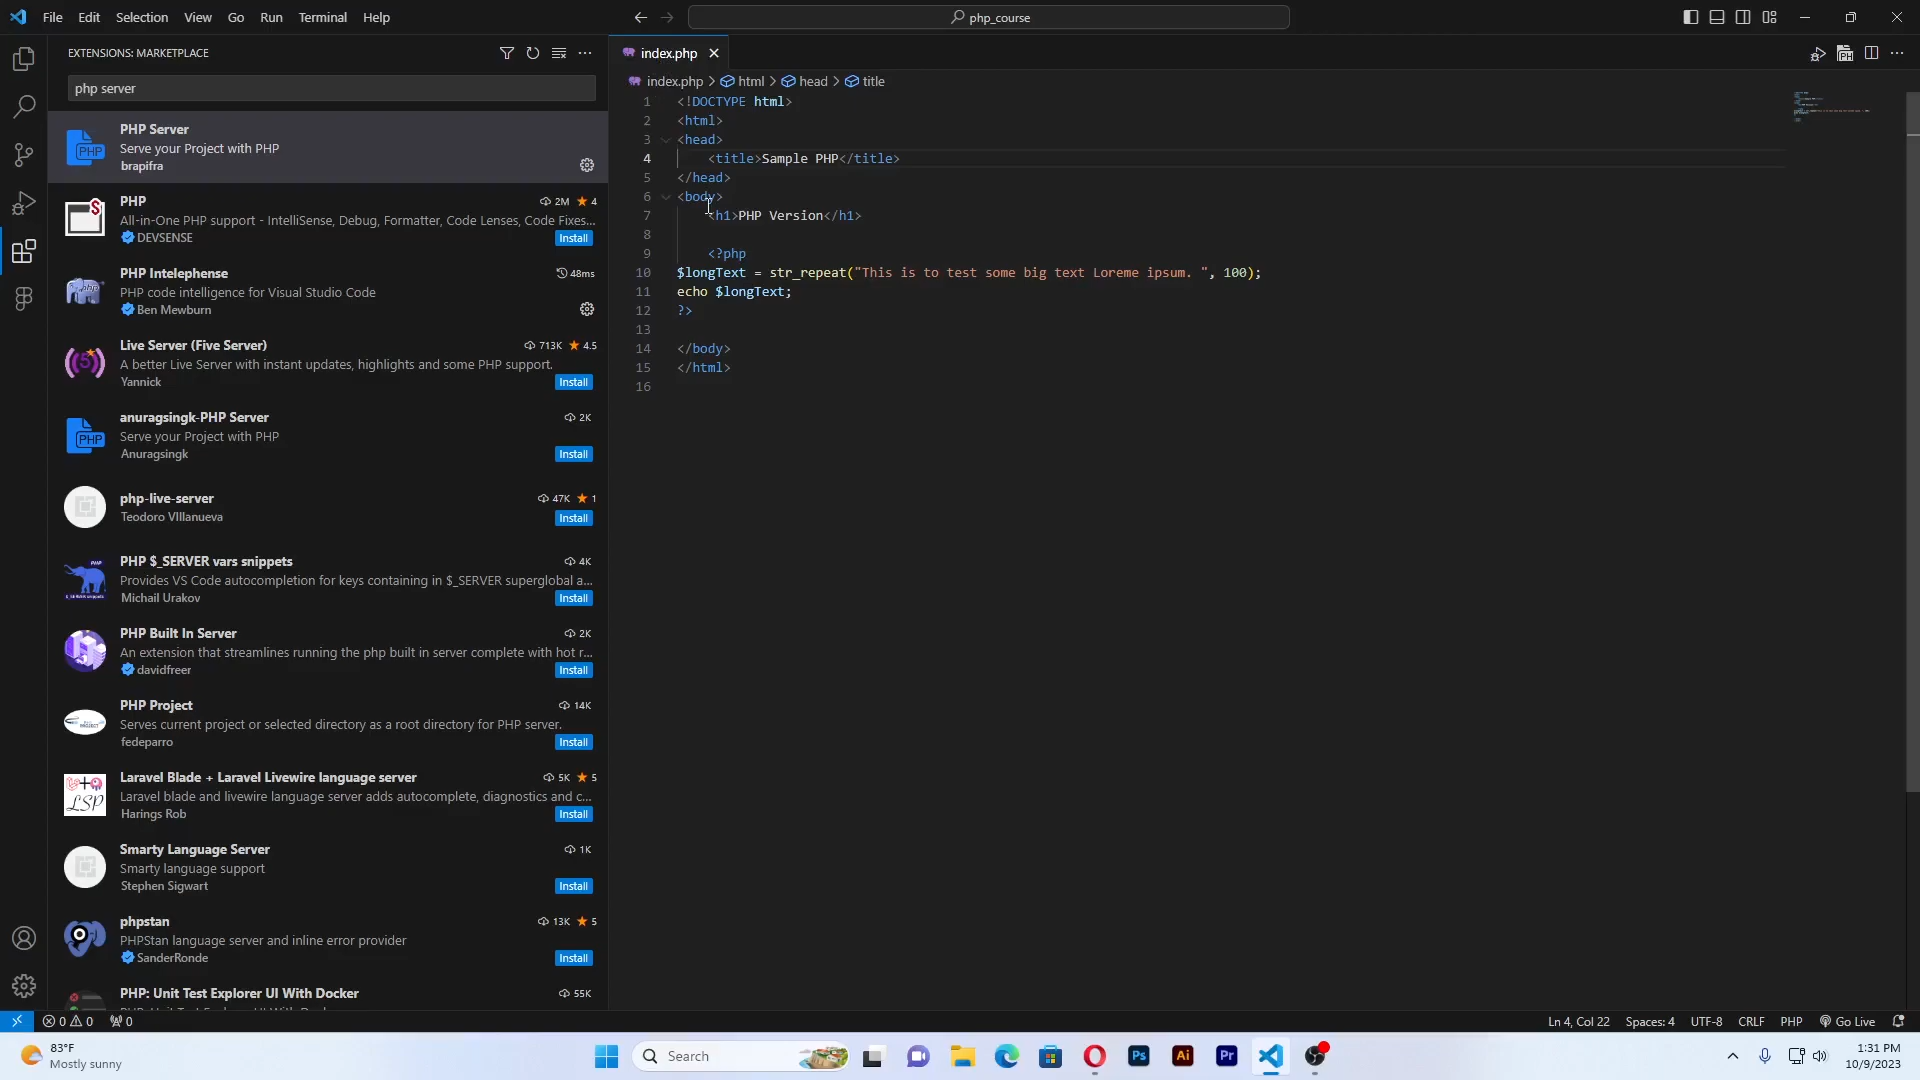 File Edit Selection View Go Run Terminal Help
php_course
EXTENSIONS: MARKETPLACE
php server
PHP Server
Serve your Project with PHP
brapifra
PHP 2M 4
All-in-One PHP support - IntelliSense, Debug, Formatter, Code Lenses, Code Fixes...
DEVSENSE Install
PHP Intelephense 48ms
PHP code intelligence for Visual Studio Code
Ben Mewburn
Live Server (Five Server) 713K 4.5
A better Live Server with instant updates, highlights and some PHP support.
Yannick Install
anuragsingk-PHP Server 2K
Serve your Project with PHP
Anuragsingk Install
php-live-server 47K 1
Teodoro VIllanueva Install
PHP $_SERVER vars snippets 4K
Provides VS Code autocompletion for keys containing in $_SERVER superglobal a...
Michail Urakov Install
PHP Built In Server 2K
An extension that streamlines running the php built in server complete with hot r...
davidfreer Install
PHP Project 14K
Serves current project or selected directory as a root directory for PHP server.
fedeparro Install
Laravel Blade + Laravel Livewire language server 5K 5
Laravel blade and livewire language server adds autocomplete, diagnostics and c...
Harings Rob Install
Smarty Language Server 1K
Smarty language support
Stephen Sigwart Install
phpstan 13K 5
PHPStan language server and inline error provider
SanderRonde Install
PHP: Unit Test Explorer UI With Docker 55K
index.php
index.php > html > head > title
1 <!DOCTYPE html>
2 <html>
3 <head>
4 <title>Sample PHP</title>
5 </head>
6 <body>
7 <h1>PHP Version</h1>
8
9 <?php
10 $longText = str_repeat("This is to test some big text Loreme ipsum. ", 100);
11 echo $longText;
12 ?>
13
14 </body>
15 </html>
16
0 0 0
Ln 4, Col 22 Spaces: 4 UTF-8 CRLF PHP Go Live
83°F
Mostly sunny
Search
Ps Ai Pr
1:31 PM
10/9/2023